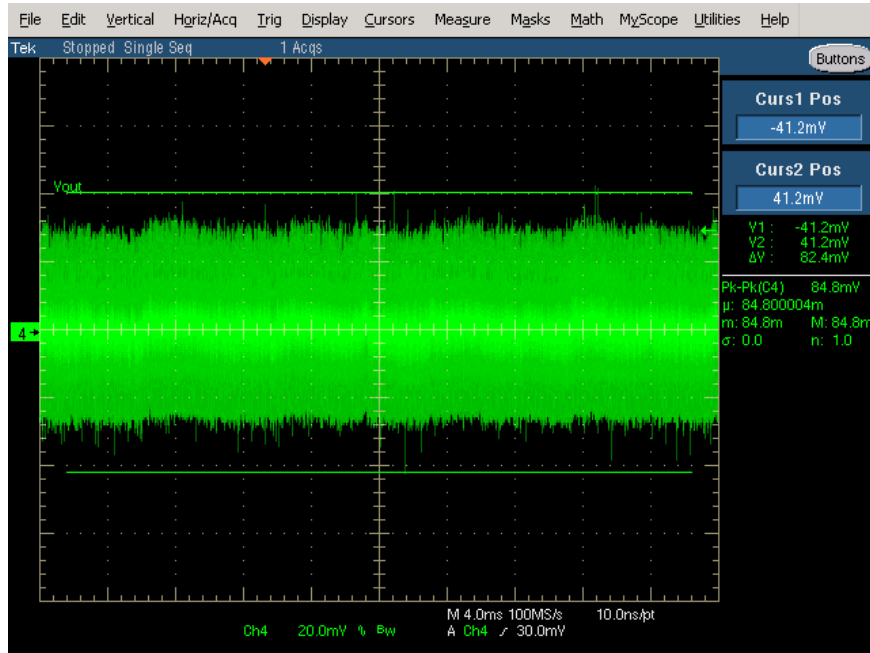 File Edit Vertical Horiz/Acq Trig Display Cursors Measure Masks Math MyScope Utilities Help
Tek Stopped Single Seq 1 Acqs
Buttons
Curs1 Pos
-41.2mV
Curs2 Pos
41.2mV
V1 : -41.2mV
V2 : 41.2mV
ΔV : 82.4mV
Pk-Pk(C4) 84.8mV
µ: 84.800004m
m: 84.8m M: 84.8m
σ: 0.0 n: 1.0
Vout
4
M 4.0ms 100MS/s 10.0ns/pt
Ch4 20.0mV ∿ Bw A Ch4 ⁄ 30.0mV